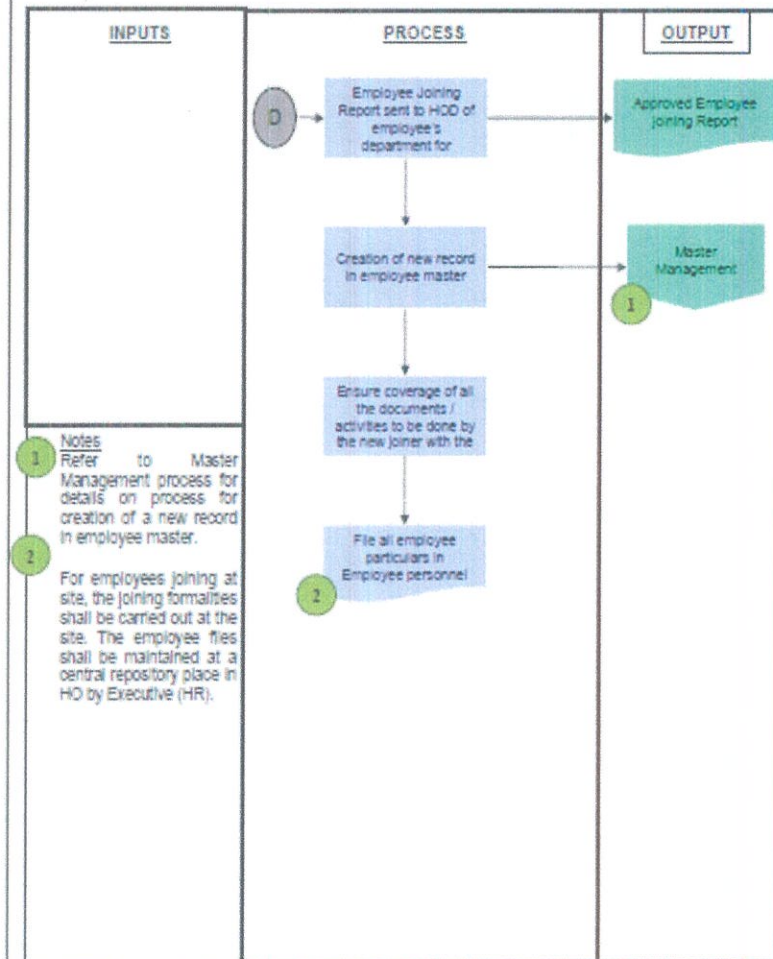 INPUTS
PROCESS
OUTPUT
D
Employee Joining
Report sent to HOD of
employee's
department for
Approved Employee
Joining Report
Creation of new record
in employee master
Master
Management
1
Ensure coverage of all
the documents /
activities to be done by
the new joiner with the
File all employee
particulars in
Employee personnel
2
Notes
1
Refer to Master
Management process for
details on process for
creation of a new record
in employee master.
2
For employees joining at
site, the joining formalities
shall be carried out at the
site. The employee files
shall be maintained at a
central repository place in
HO by Executive (HR).